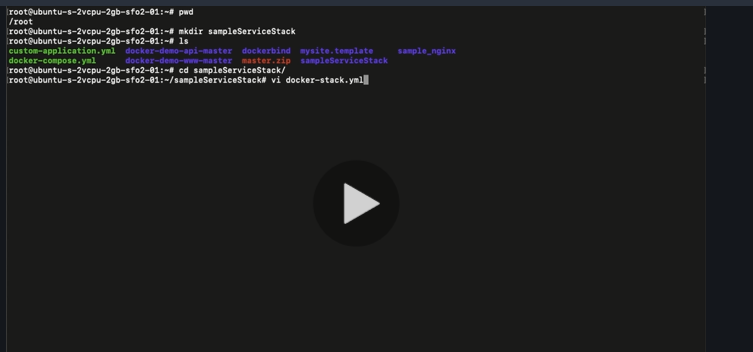 root@ubuntu-s-2vcpu-2gb-sfo2-01:~# pwd
/root
root@ubuntu-s-2vcpu-2gb-sfo2-01:~# mkdir sampleServiceStack
root@ubuntu-s-2vcpu-2gb-sfo2-01:~# ls
custom-application.yml docker-demo-api-master dockerbind mysite.template sample_nginx
docker-compose.yml docker-demo-www-master master.zip sampleServiceStack
root@ubuntu-s-2vcpu-2gb-sfo2-01:~# cd sampleServiceStack/
root@ubuntu-s-2vcpu-2gb-sfo2-01:~/sampleServiceStack# vi docker-stack.yml